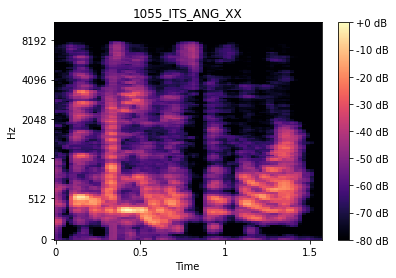 1055_ITS_ANG_XX
8192
4096
2048
1024
512
0
Hz
0
0.5
1
1.5
Time
+0 dB
-10 dB
-20 dB
-30 dB
-40 dB
-50 dB
-60 dB
-70 dB
-80 dB